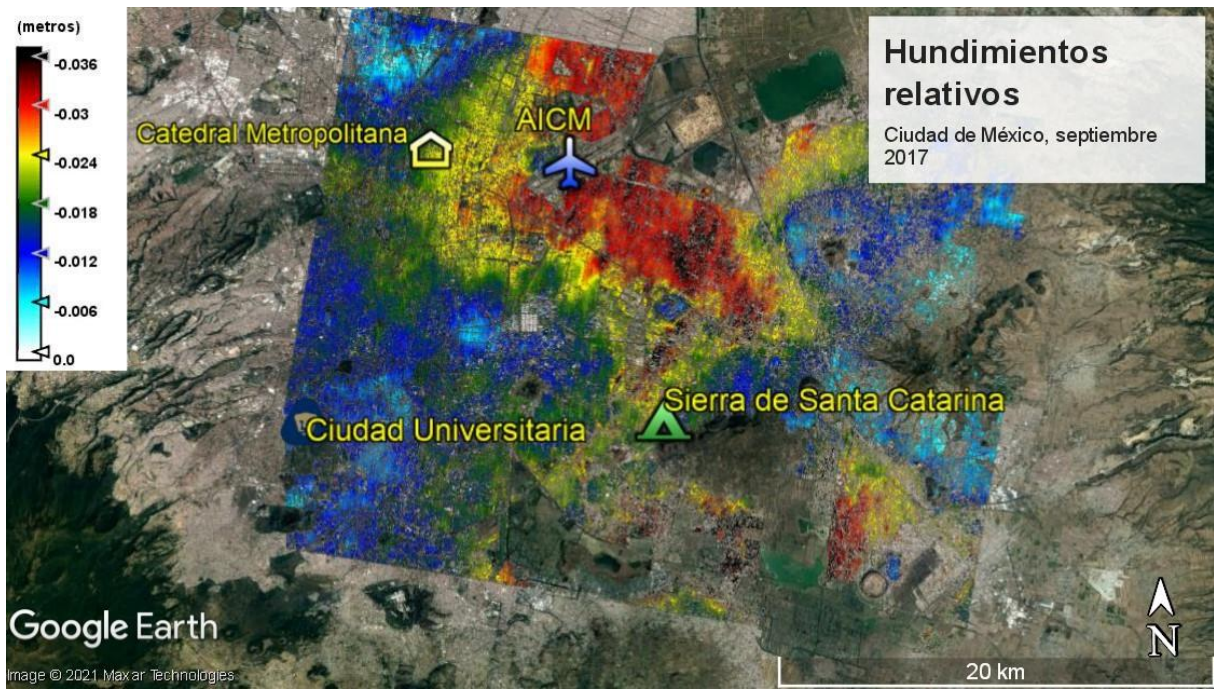 (metros)
-0.036
-0.03
-0.024
-0.018
-0.012
-0.006
0.0
Hundimientos
relativos
Ciudad de México, septiembre
2017
Catedral Metropolitana
AICM
Sierra de Santa Catarina
Ciudad Universitaria
Google Earth
Image © 2021 Maxar Technologies
N
20 km